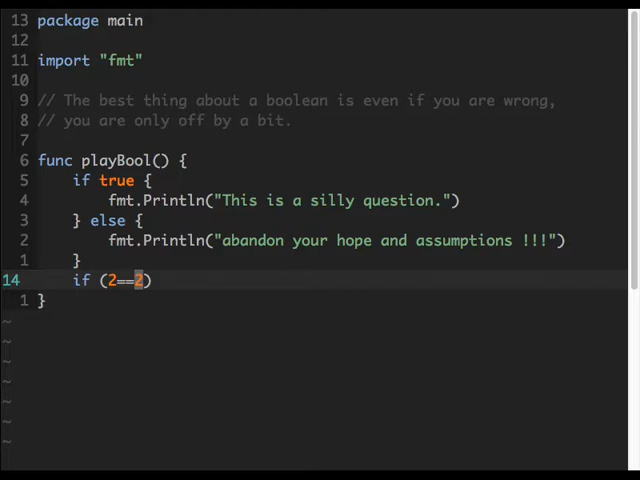 13 package main
12
11 import "fmt"
10
9 // The best thing about a boolean is even if you are wrong,
8 // you are only off by a bit.
7
6 func playBool() {
5     if true {
4         fmt.Println("This is a silly question.")
3     } else {
2         fmt.Println("abandon your hope and assumptions !!!")
1     }
14     if (2==2)
1 }
~
~
~
~
~
~
~